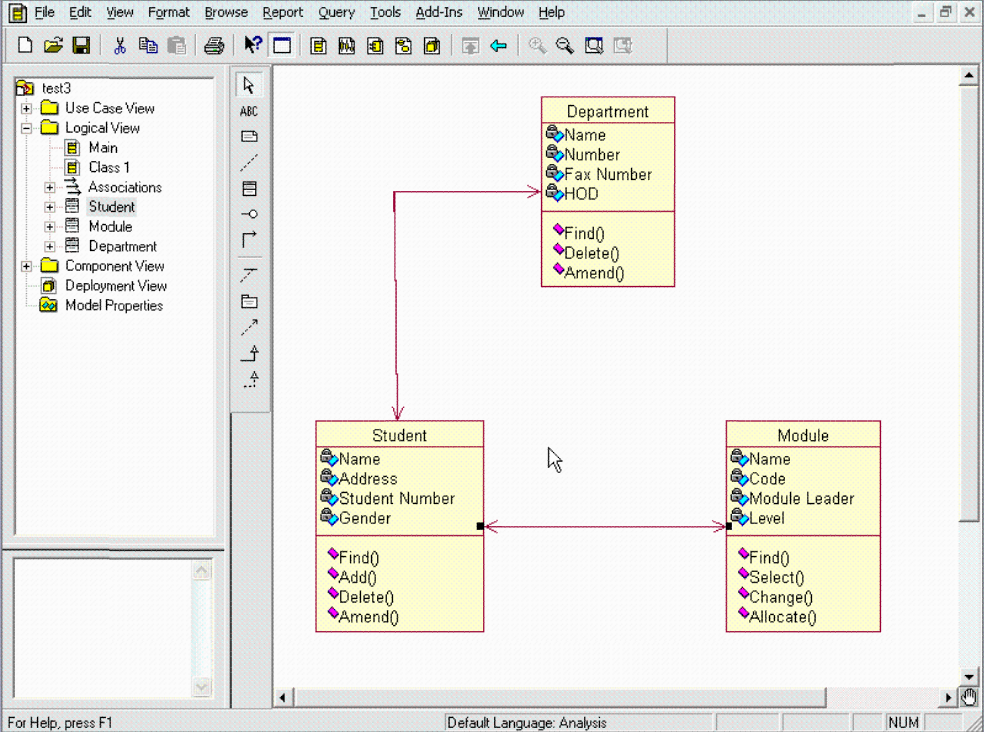 File Edit View Format Browse Report Query Tools Add-Ins Window Help
ABC
test3
Use Case View
Logical View
Main
Class 1
Associations
Student
Module
Department
Component View
Deployment View
Model Properties
Department
Name
Number
Fax Number
HOD
Find()
Delete()
Amend()
Student
Name
Address
Student Number
Gender
Find()
Add()
Delete()
Amend()
Module
Name
Code
Module Leader
Level
Find()
Select()
Change()
Allocate()
For Help, press F1
Default Language: Analysis
NUM